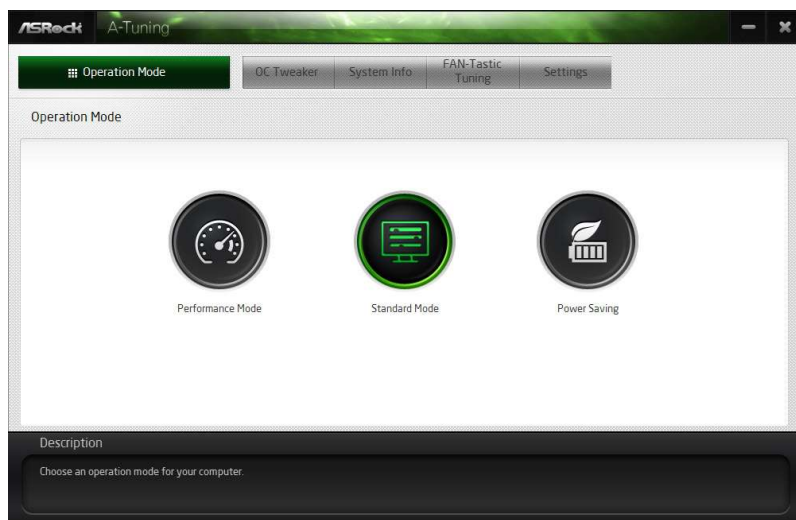 ASRock A-Tuning
Operation Mode OC Tweaker System Info FAN-Tastic Tuning Settings
Operation Mode
Performance Mode Standard Mode Power Saving
Description
Choose an operation mode for your computer.